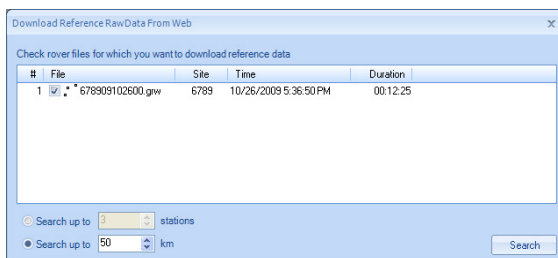 Download Reference RawData From Web
x
Check rover files for which you want to download reference data
# File Site Time Duration
1 678909102600.grw 6789 10/26/2009 5:36:50 PM 00:12:25
Search up to 3 stations
Search up to 50 km
Search